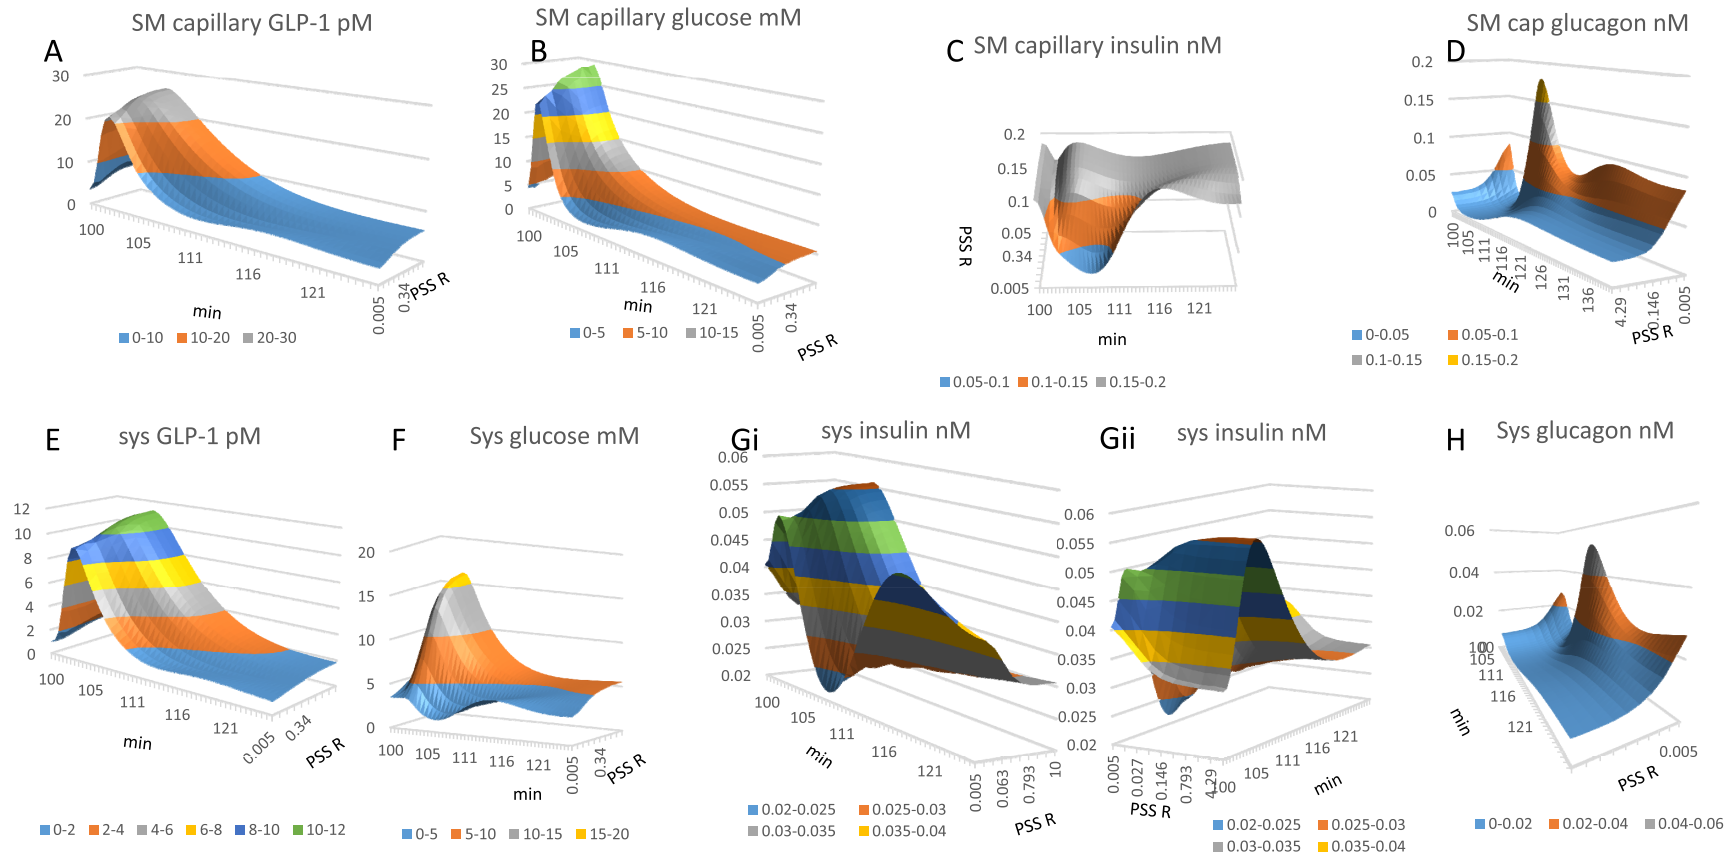 A
SM capillary GLP-1 pM
30
20
10
0
100
105
111
116
121
0.005
0.34
PSS R
min
0-10 10-20 20-30
B
SM capillary glucose mM
30
25
20
15
10
5
0
100
105
111
116
121
0.005
0.34
PSS R
min
0-5 5-10 10-15
C
SM capillary insulin nM
0.2
0.15
0.1
0.05
0.34
0.005
PSS R
100 105 111 116 121
min
0.05-0.1 0.1-0.15 0.15-0.2
D
SM cap glucagon nM
0.2
0.15
0.1
0.05
0
100
105
111
116
121
126
131
136
min
4.29
0.146
0.005
PSS R
0-0.05 0.05-0.1
0.1-0.15 0.15-0.2
E
sys GLP-1 pM
12
10
8
6
4
2
0
100
105
111
116
121
0.005
0.34
PSS R
min
0-2 2-4 4-6 6-8 8-10 10-12
F
Sys glucose mM
20
15
10
5
0
100
105
111
116
121
0.005
0.34
PSS R
min
0-5 5-10 10-15 15-20
Gi
sys insulin nM
0.06
0.055
0.05
0.045
0.04
0.035
0.03
0.025
0.02
100
105
111
116
121
min
0.005
0.063
0.793
10
PSS R
0.02-0.025 0.025-0.03
0.03-0.035 0.035-0.04
Gii
sys insulin nM
0.06
0.055
0.05
0.045
0.04
0.035
0.03
0.025
0.02
0.005
0.027
0.146
0.793
4.29
PSS R
100
105
111
116
121
min
0.02-0.025 0.025-0.03
0.03-0.035 0.035-0.04
H
Sys glucagon nM
0.06
0.04
0.02
0
100
105
111
116
121
min
0.005
PSS R
0-0.02 0.02-0.04 0.04-0.06